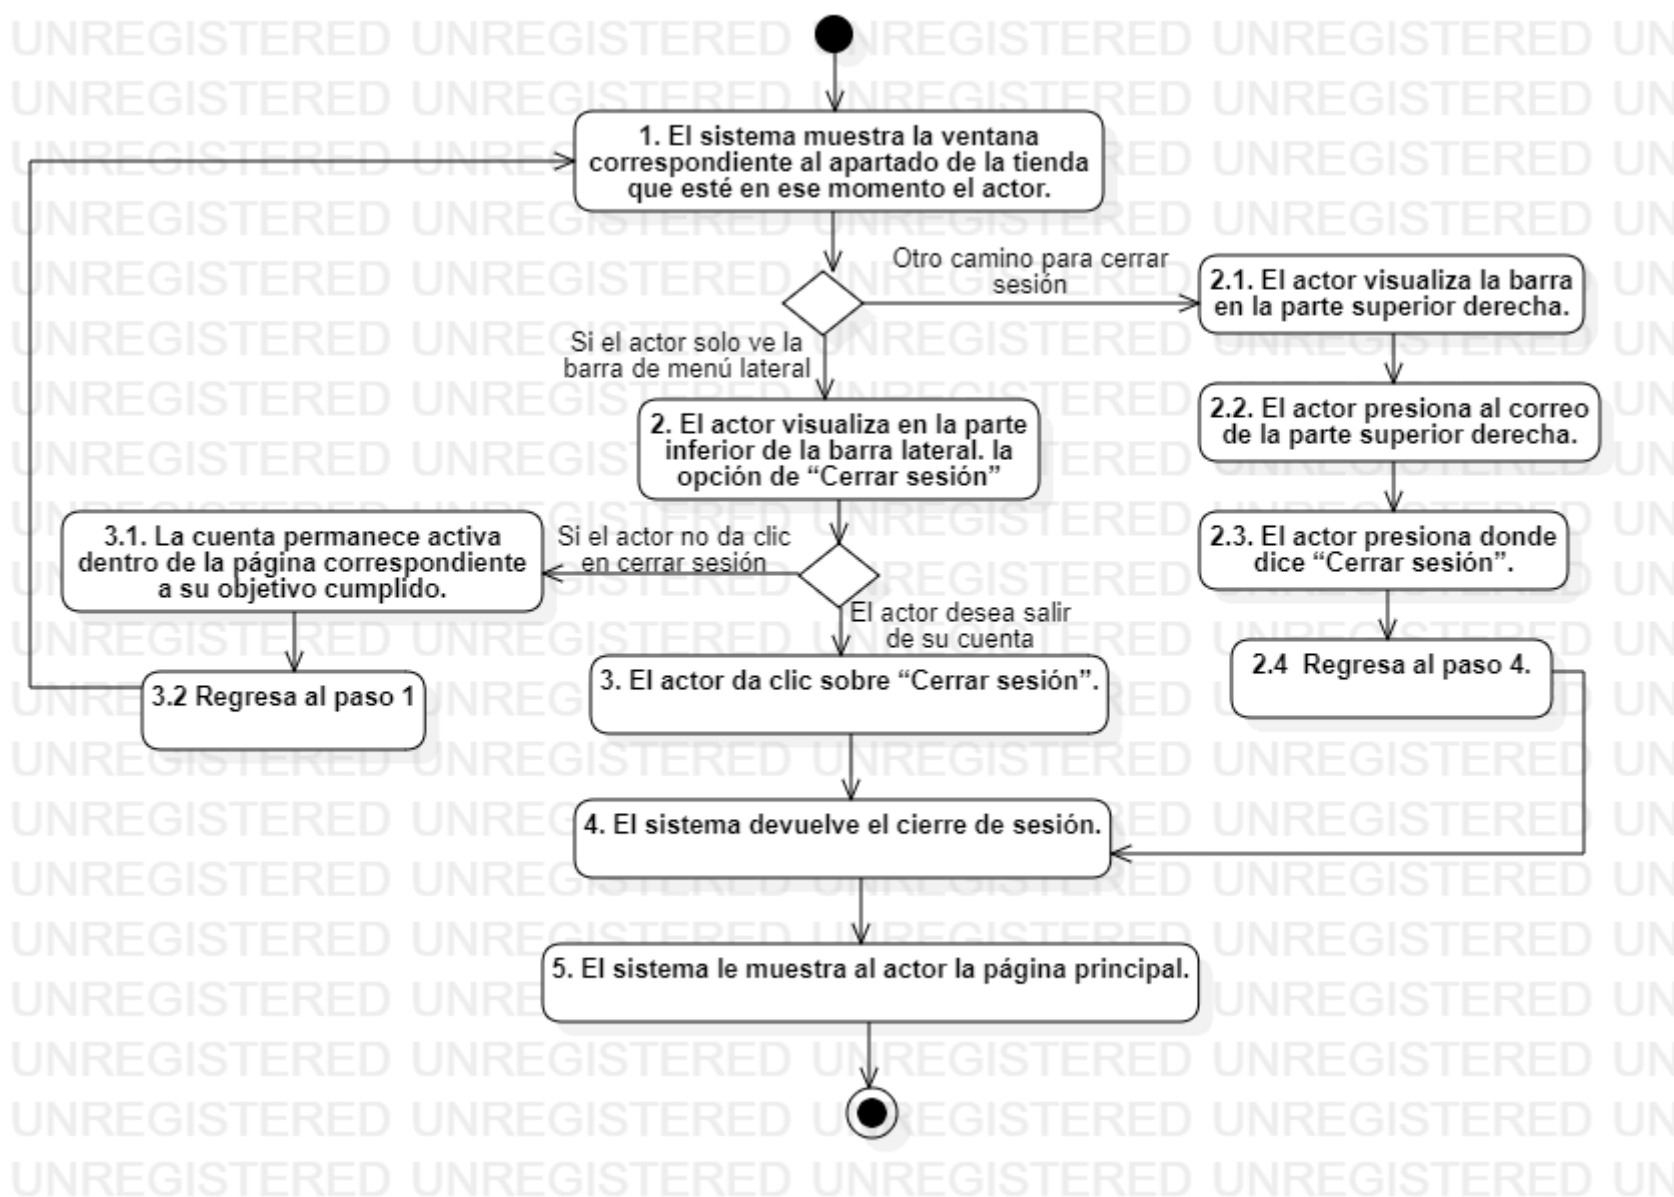 1. El sistema muestra la ventana
correspondiente al apartado de la tienda
que esté en ese momento el actor.
Otro camino para cerrar
sesión
2.1. El actor visualiza la barra
en la parte superior derecha.
Si el actor solo ve la
barra de menú lateral
2.2. El actor presiona al correo
de la parte superior derecha.
2. El actor visualiza en la parte
inferior de la barra lateral. la
opción de “Cerrar sesión”
3.1. La cuenta permanece activa
dentro de la página correspondiente
a su objetivo cumplido.
Si el actor no da clic
en cerrar sesión
2.3. El actor presiona donde
dice “Cerrar sesión”.
El actor desea salir
de su cuenta
3.2 Regresa al paso 1
3. El actor da clic sobre “Cerrar sesión”.
2.4  Regresa al paso 4.
4. El sistema devuelve el cierre de sesión.
5. El sistema le muestra al actor la página principal.
UNREGISTERED